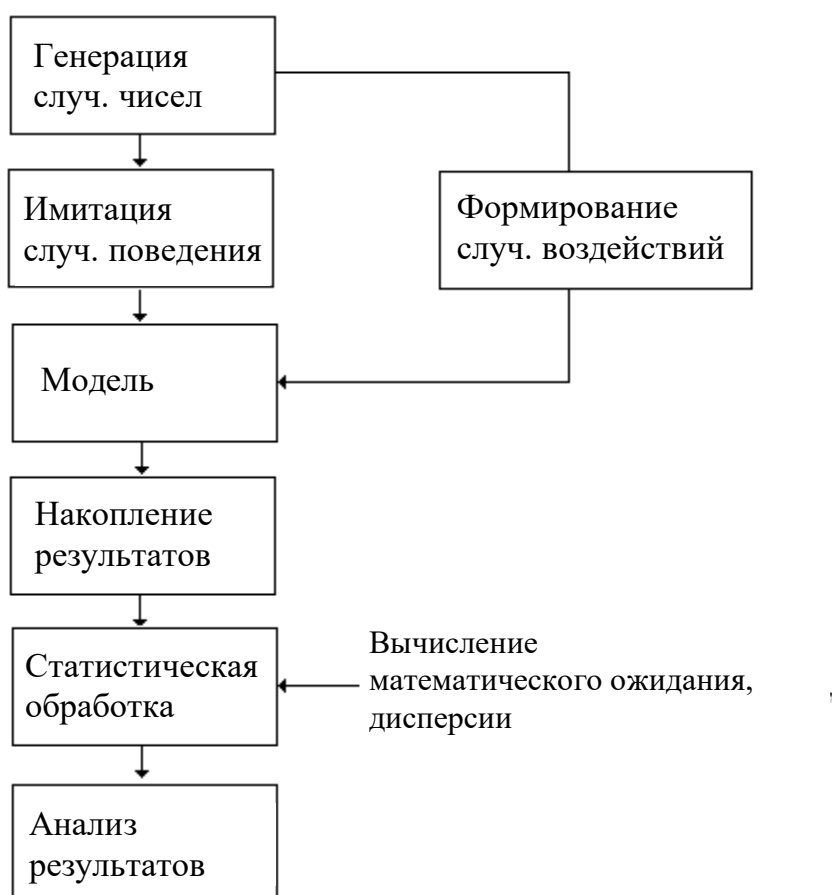 Генерация
случ. чисел
Имитация
случ. поведения
Формирование
случ. воздействий
Модель
Накопление
результатов
Статистическая
обработка
Вычисление
математического ожидания,
дисперсии
Анализ
результатов